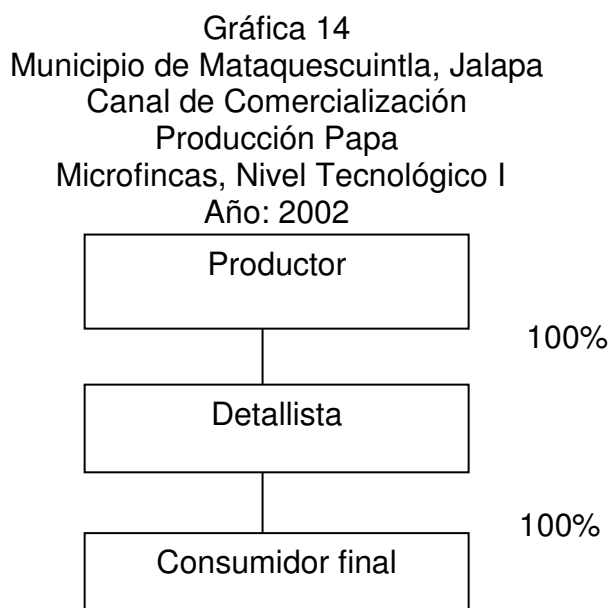 Gráfica 14
Municipio de Mataquescuintla, Jalapa
Canal de Comercialización
Producción Papa
Microfincas, Nivel Tecnológico I
Año: 2002
Productor
100%
Detallista
100%
Consumidor final